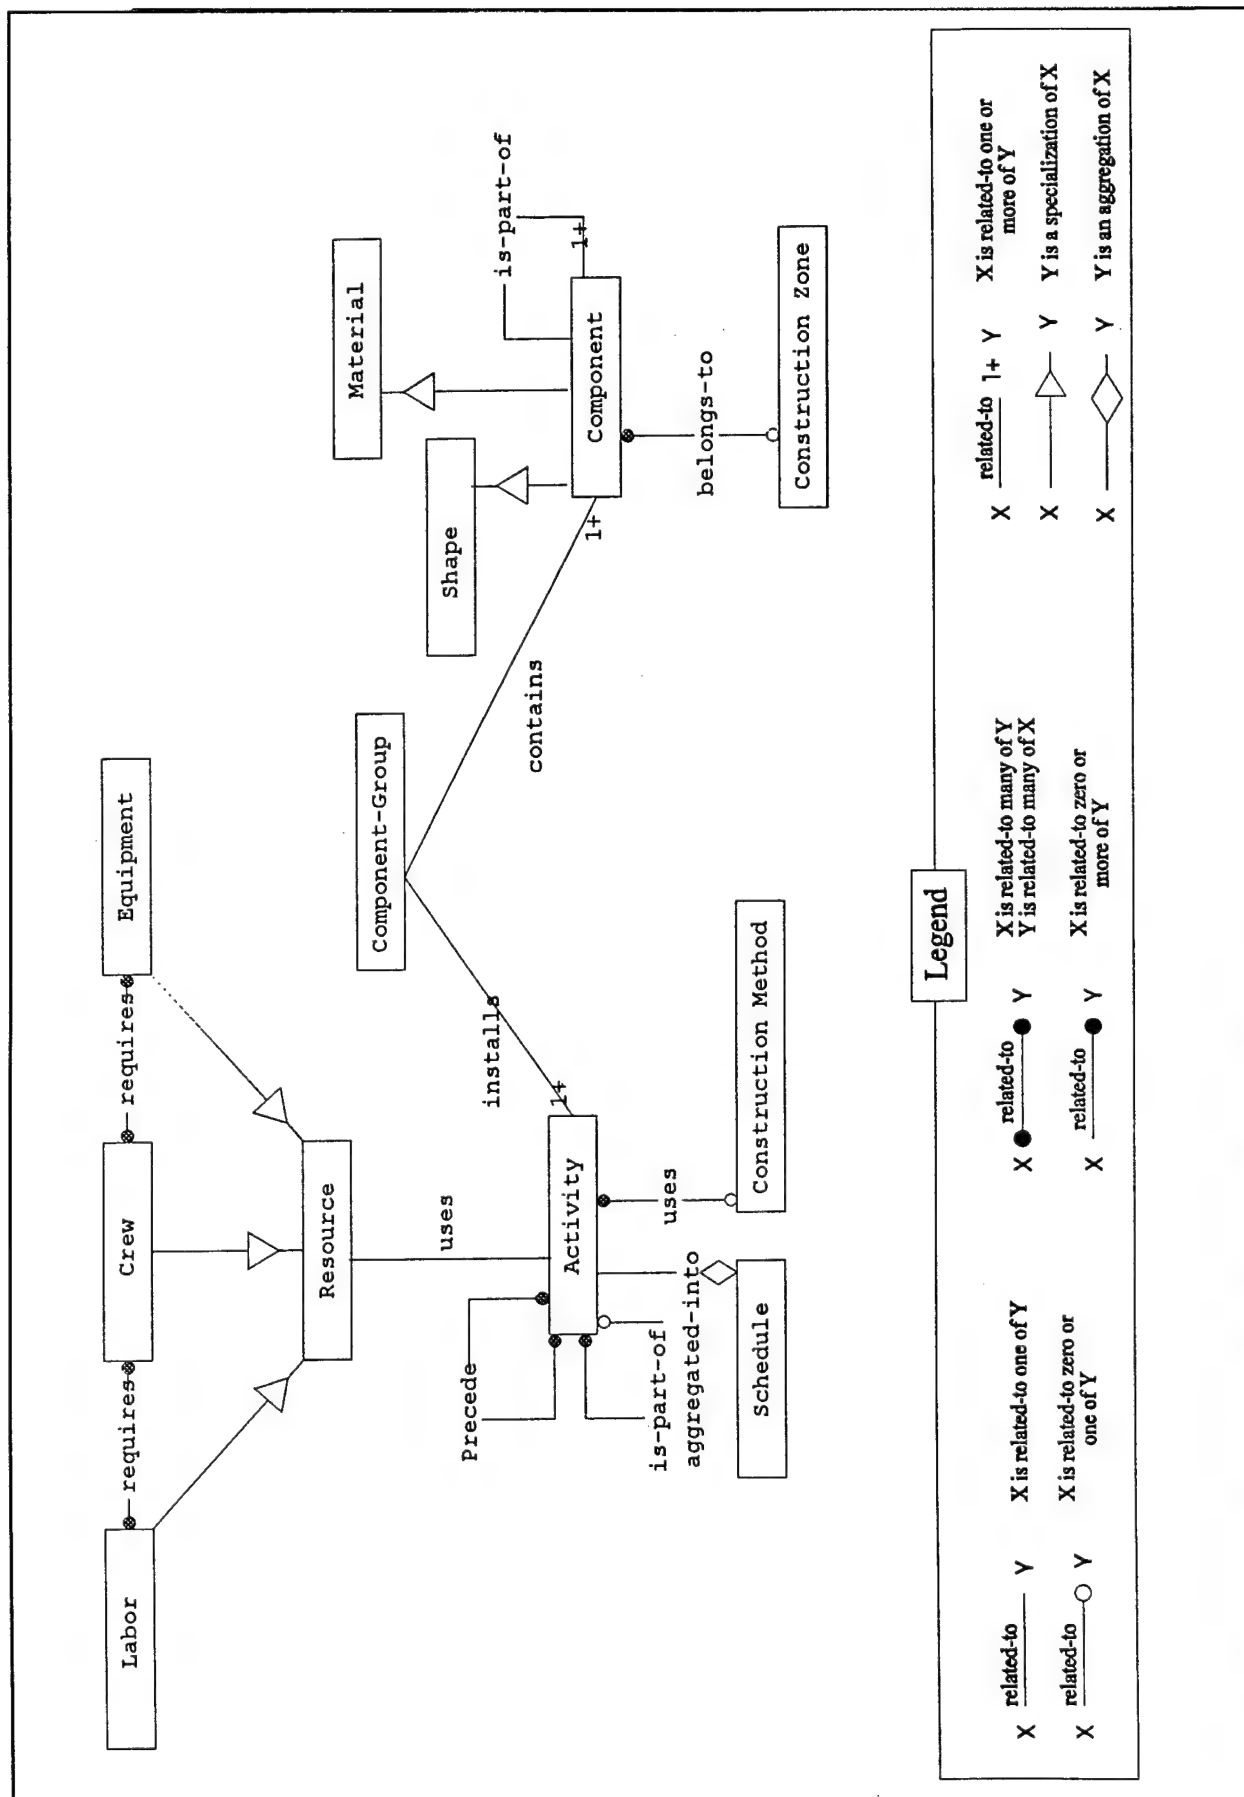 Labor
requires
Crew
requires
Equipment
Resource
uses
Component-Group
Material
Shape
is-part-of
1+
Component
1+
contains
installs
1+
Precede
Activity
is-part-of
aggregated-into
uses
belongs-to
Schedule
Construction Method
Construction Zone
Legend
X related-to Y X is related-to one of Y
X related-to Y X is related-to zero or
one of Y
X related-to Y X is related-to many of Y
Y is related-to many of X
X related-to Y X is related-to zero or
more of Y
X related-to 1+ Y X is related-to one or
more of Y
X Y Y is a specialization of X
X Y Y is an aggregation of X